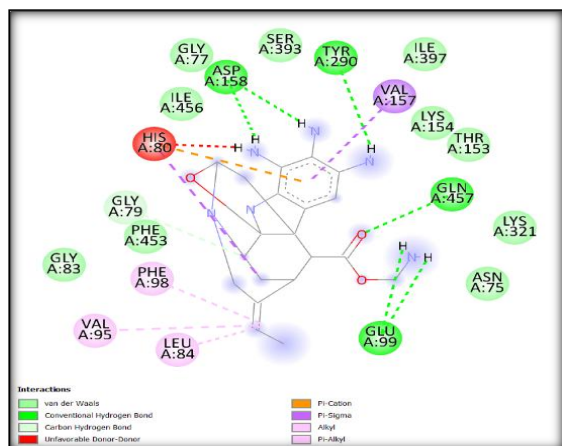 SER
A:393
GLY
A:77
ASP
A:158
TYR
A:290
ILE
A:397
VAL
A:157
ILE
A:456
LYS
A:154
THR
A:153
HIS
A:80
H
H
H
H
N
N
N
O
N
N
GLY
A:79
PHE
A:453
GLN
A:457
LYS
A:321
GLY
A:83
PHE
A:98
O
O
H
N
H
ASN
A:75
VAL
A:95
LEU
A:84
GLU
A:99
Interactions
van der Waals
Conventional Hydrogen Bond
Carbon Hydrogen Bond
Unfavorable Donor-Donor
Pi-Cation
Pi-Sigma
Alkyl
Pi-Alkyl